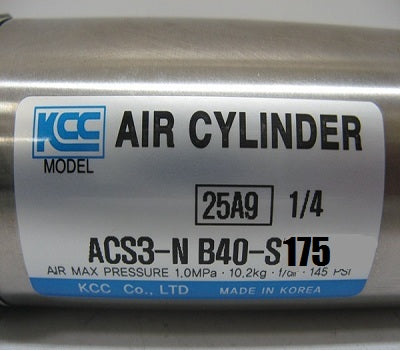 KCC AIR CYLINDER
MODEL
25A9 1/4
ACS3-N B40-S175
AIR MAX PRESSURE 1,0MPa · 10,2kg · f/㎠ · 145 PSI
KCC Co., LTD MADE IN KOREA